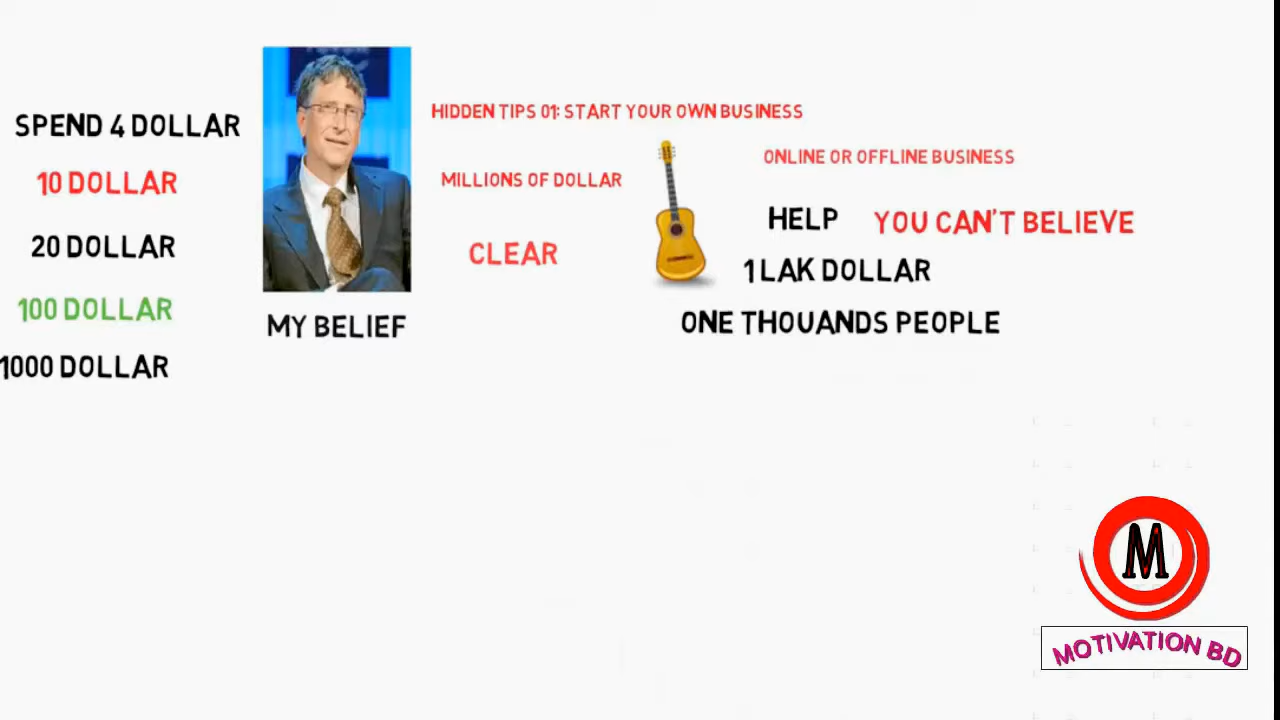 SPEND 4 DOLLAR
10 DOLLAR
20 DOLLAR
100 DOLLAR
1000 DOLLAR
MY BELIEF
HIDDEN TIPS 01: START YOUR OWN BUSINESS
MILLIONS OF DOLLAR
CLEAR
ONLINE OR OFFLINE BUSINESS
HELP
YOU CAN'T BELIEVE
1 LAK DOLLAR
ONE THOUANDS PEOPLE
M
MOTIVATION BD